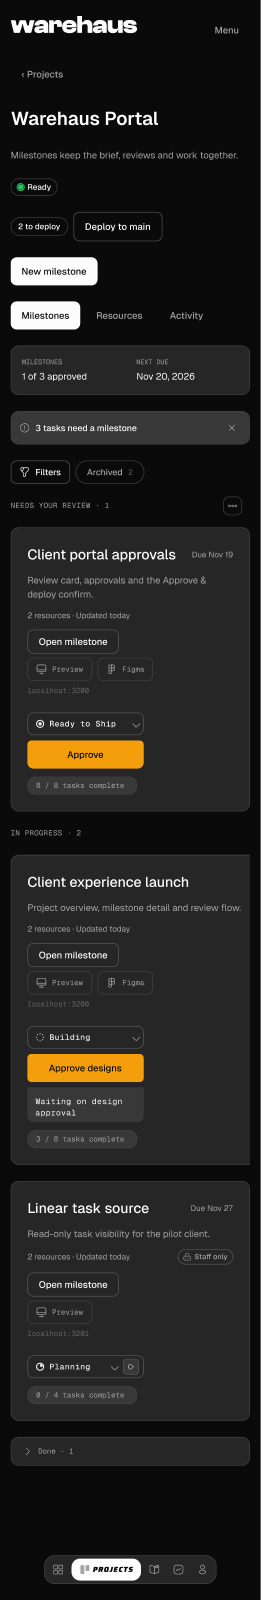 warehaus
Menu
‹ Projects
Warehaus Portal
Milestones keep the brief, reviews and work together.
Ready
2 to deploy
Deploy to main
New milestone
Milestones
Resources
Activity
MILESTONES
NEXT DUE
1 of 3 approved
Nov 20, 2026
3 tasks need a milestone
Filters
Archived 2
NEEDS YOUR REVIEW · 1
Client portal approvals
Due Nov 19
Review card, approvals and the Approve &
deploy confirm.
2 resources · Updated today
Open milestone
Preview
Figma
localhost:3200
Ready to Ship
Approve
8 / 8 tasks complete
IN PROGRESS · 2
Client experience launch
Project overview, milestone detail and review flow.
2 resources · Updated today
Open milestone
Preview
Figma
localhost:3200
Building
Approve designs
Waiting on design
approval
3 / 8 tasks complete
Linear task source
Due Nov 27
Read-only task visibility for the pilot client.
2 resources · Updated today
Staff only
Open milestone
Preview
localhost:3201
Planning
0 / 4 tasks complete
Done · 1
PROJECTS